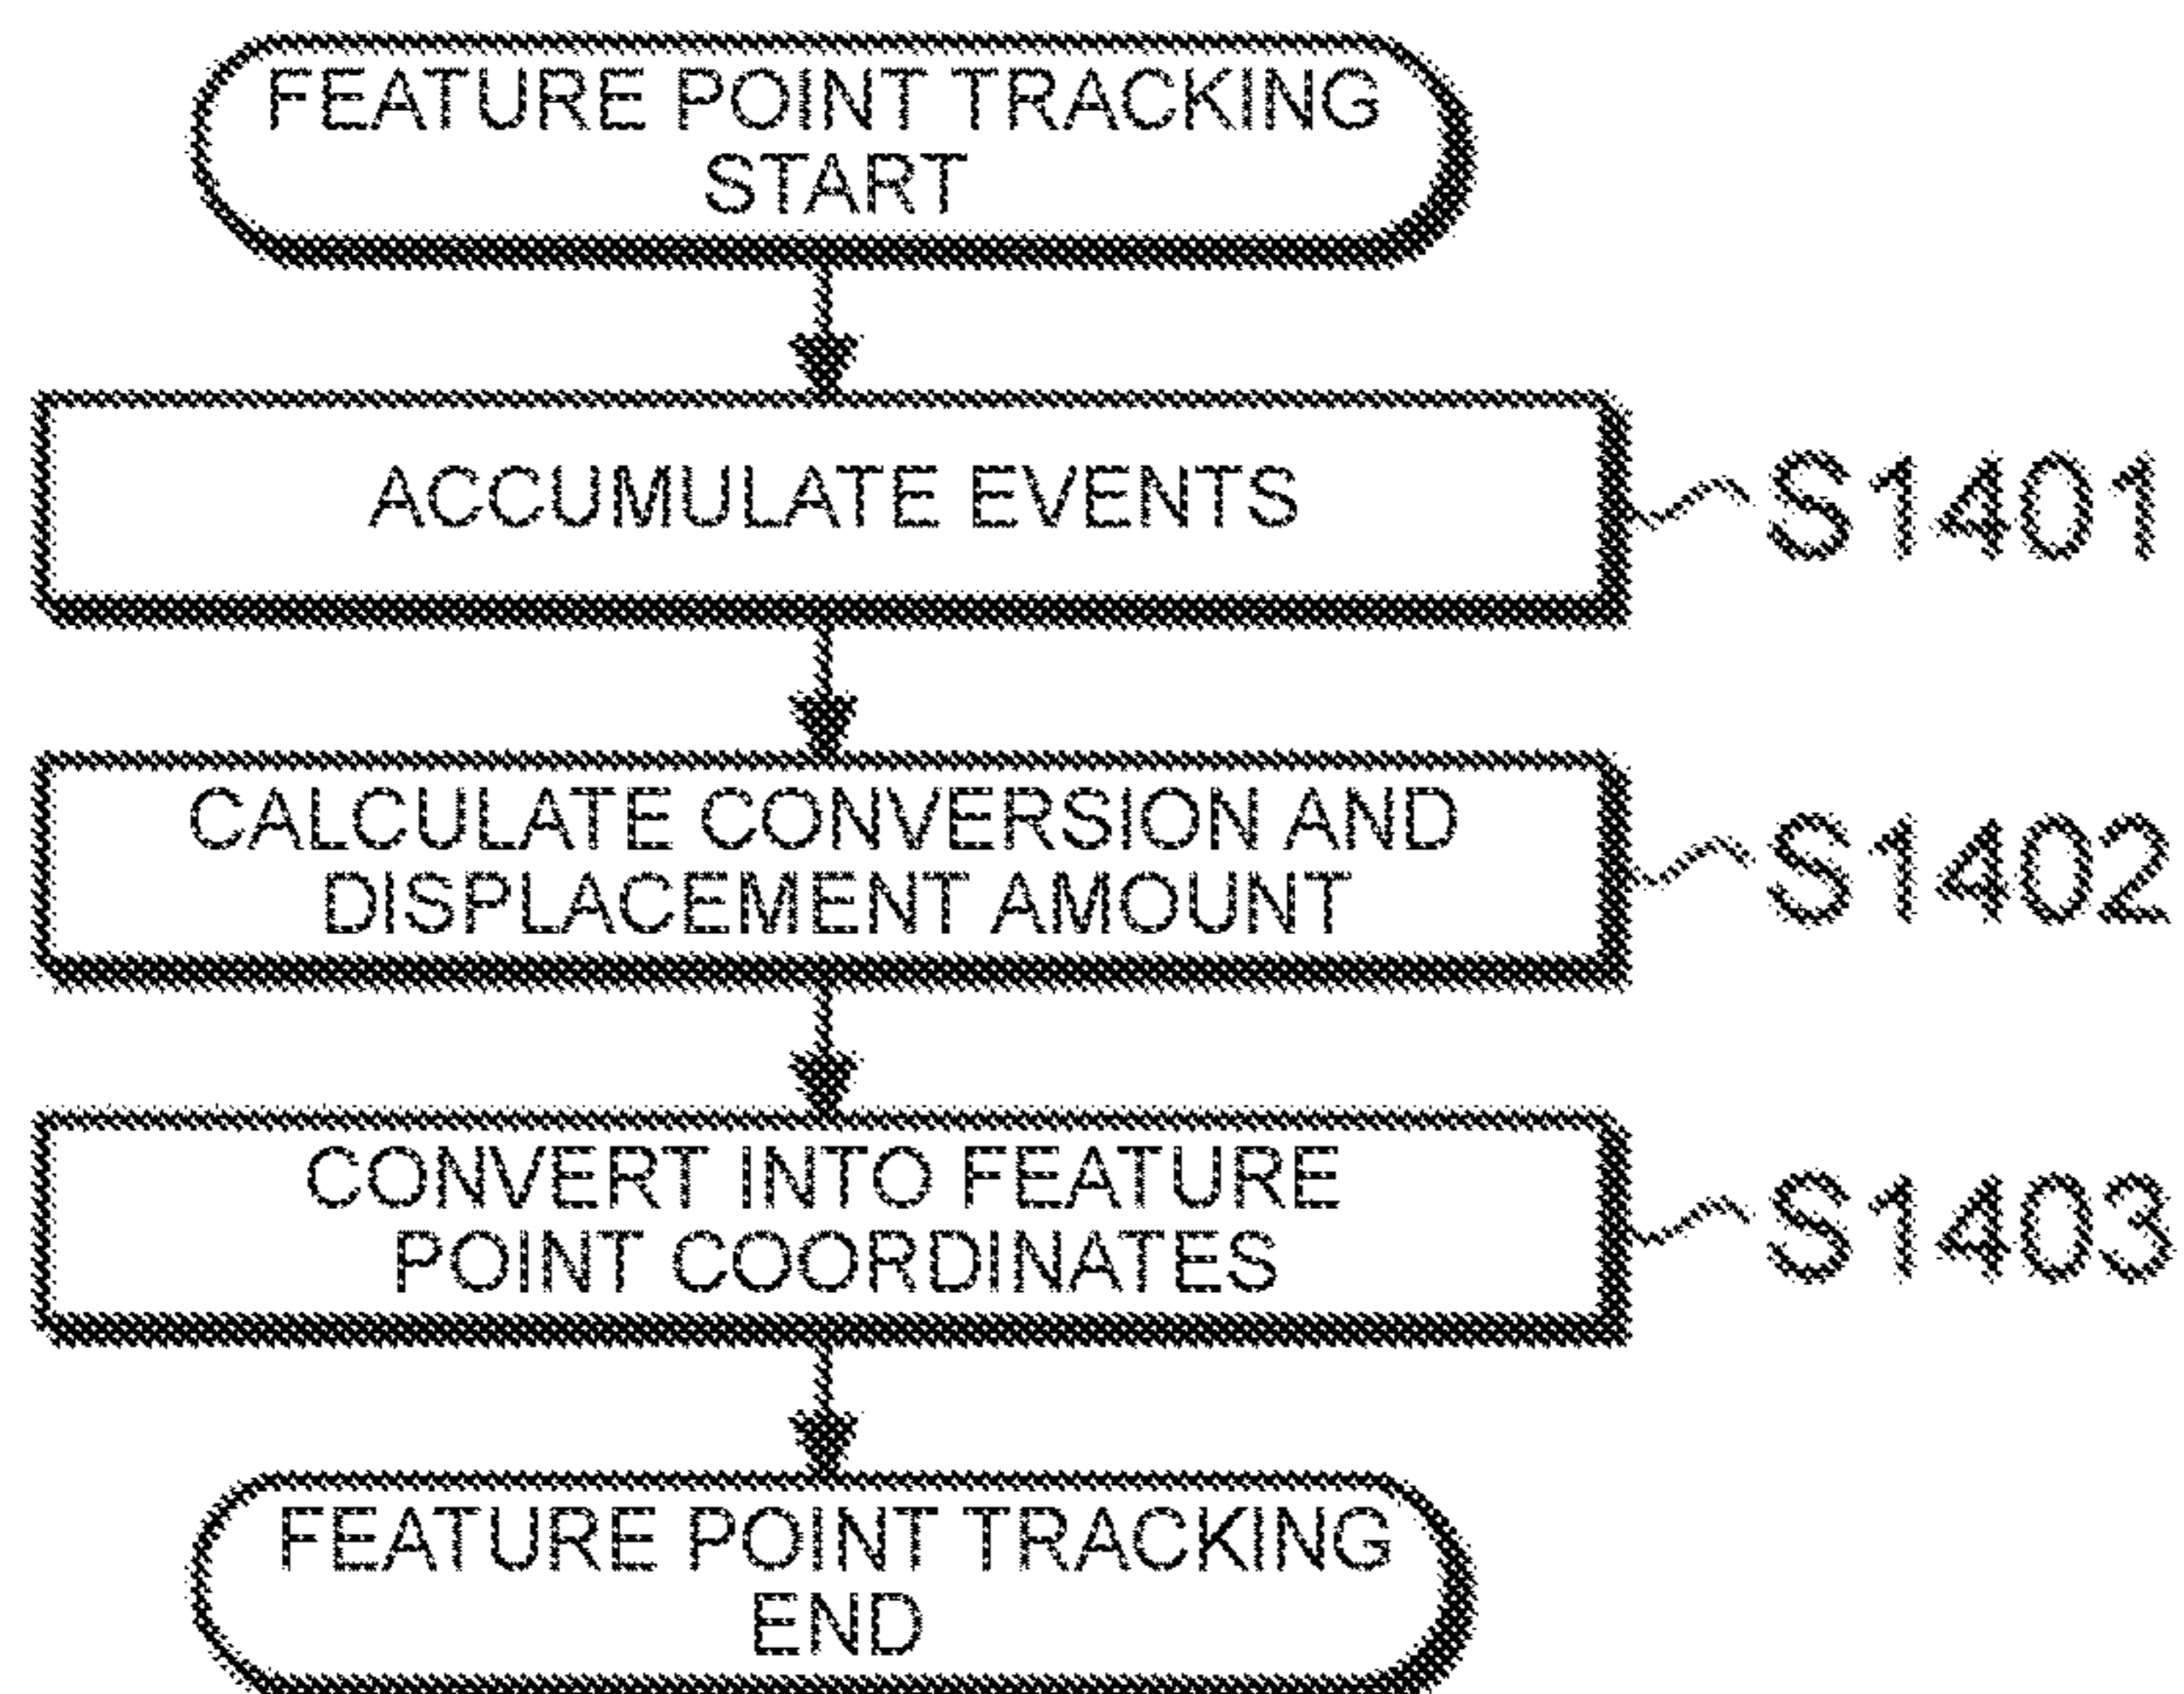 FEATURE POINT TRACKING
START
ACCUMULATE EVENTS
S1401
CALCULATE CONVERSION AND
DISPLACEMENT AMOUNT
S1402
CONVERT INTO FEATURE
POINT COORDINATES
S1403
FEATURE POINT TRACKING
END